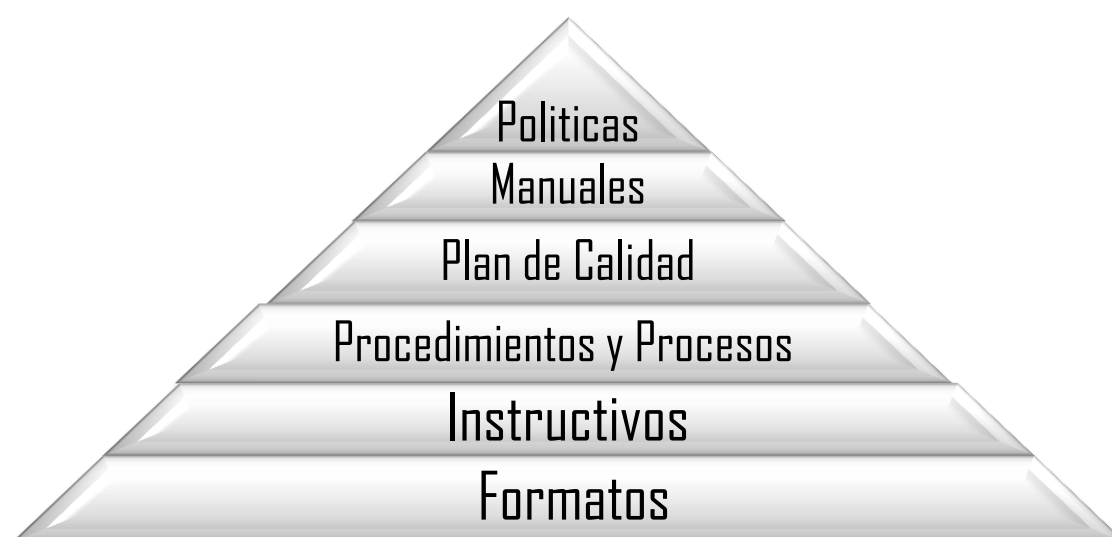 Politicas
Manuales
Plan de Calidad
Procedimientos y Procesos
Instructivos
Formatos